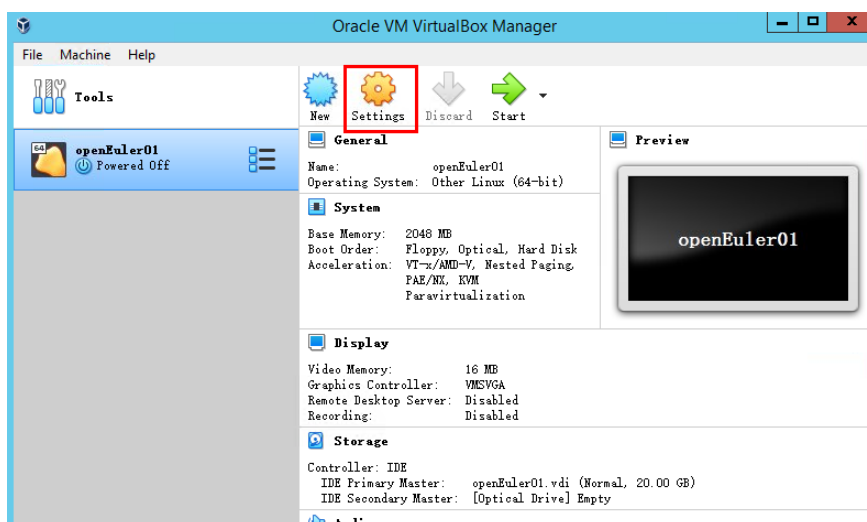 Oracle VM VirtualBox Manager
File Machine Help
Tools
New Settings Discard Start
64
openEuler01
Powered Off
General
Name: openEuler01
Operating System: Other Linux (64-bit)
Preview
openEuler01
System
Base Memory: 2048 MB
Boot Order: Floppy, Optical, Hard Disk
Acceleration: VT-x/AMD-V, Nested Paging,
PAE/NX, KVM
Paravirtualization
Display
Video Memory: 16 MB
Graphics Controller: VMSVGA
Remote Desktop Server: Disabled
Recording: Disabled
Storage
Controller: IDE
IDE Primary Master: openEuler01.vdi (Normal, 20.00 GB)
IDE Secondary Master: [Optical Drive] Empty